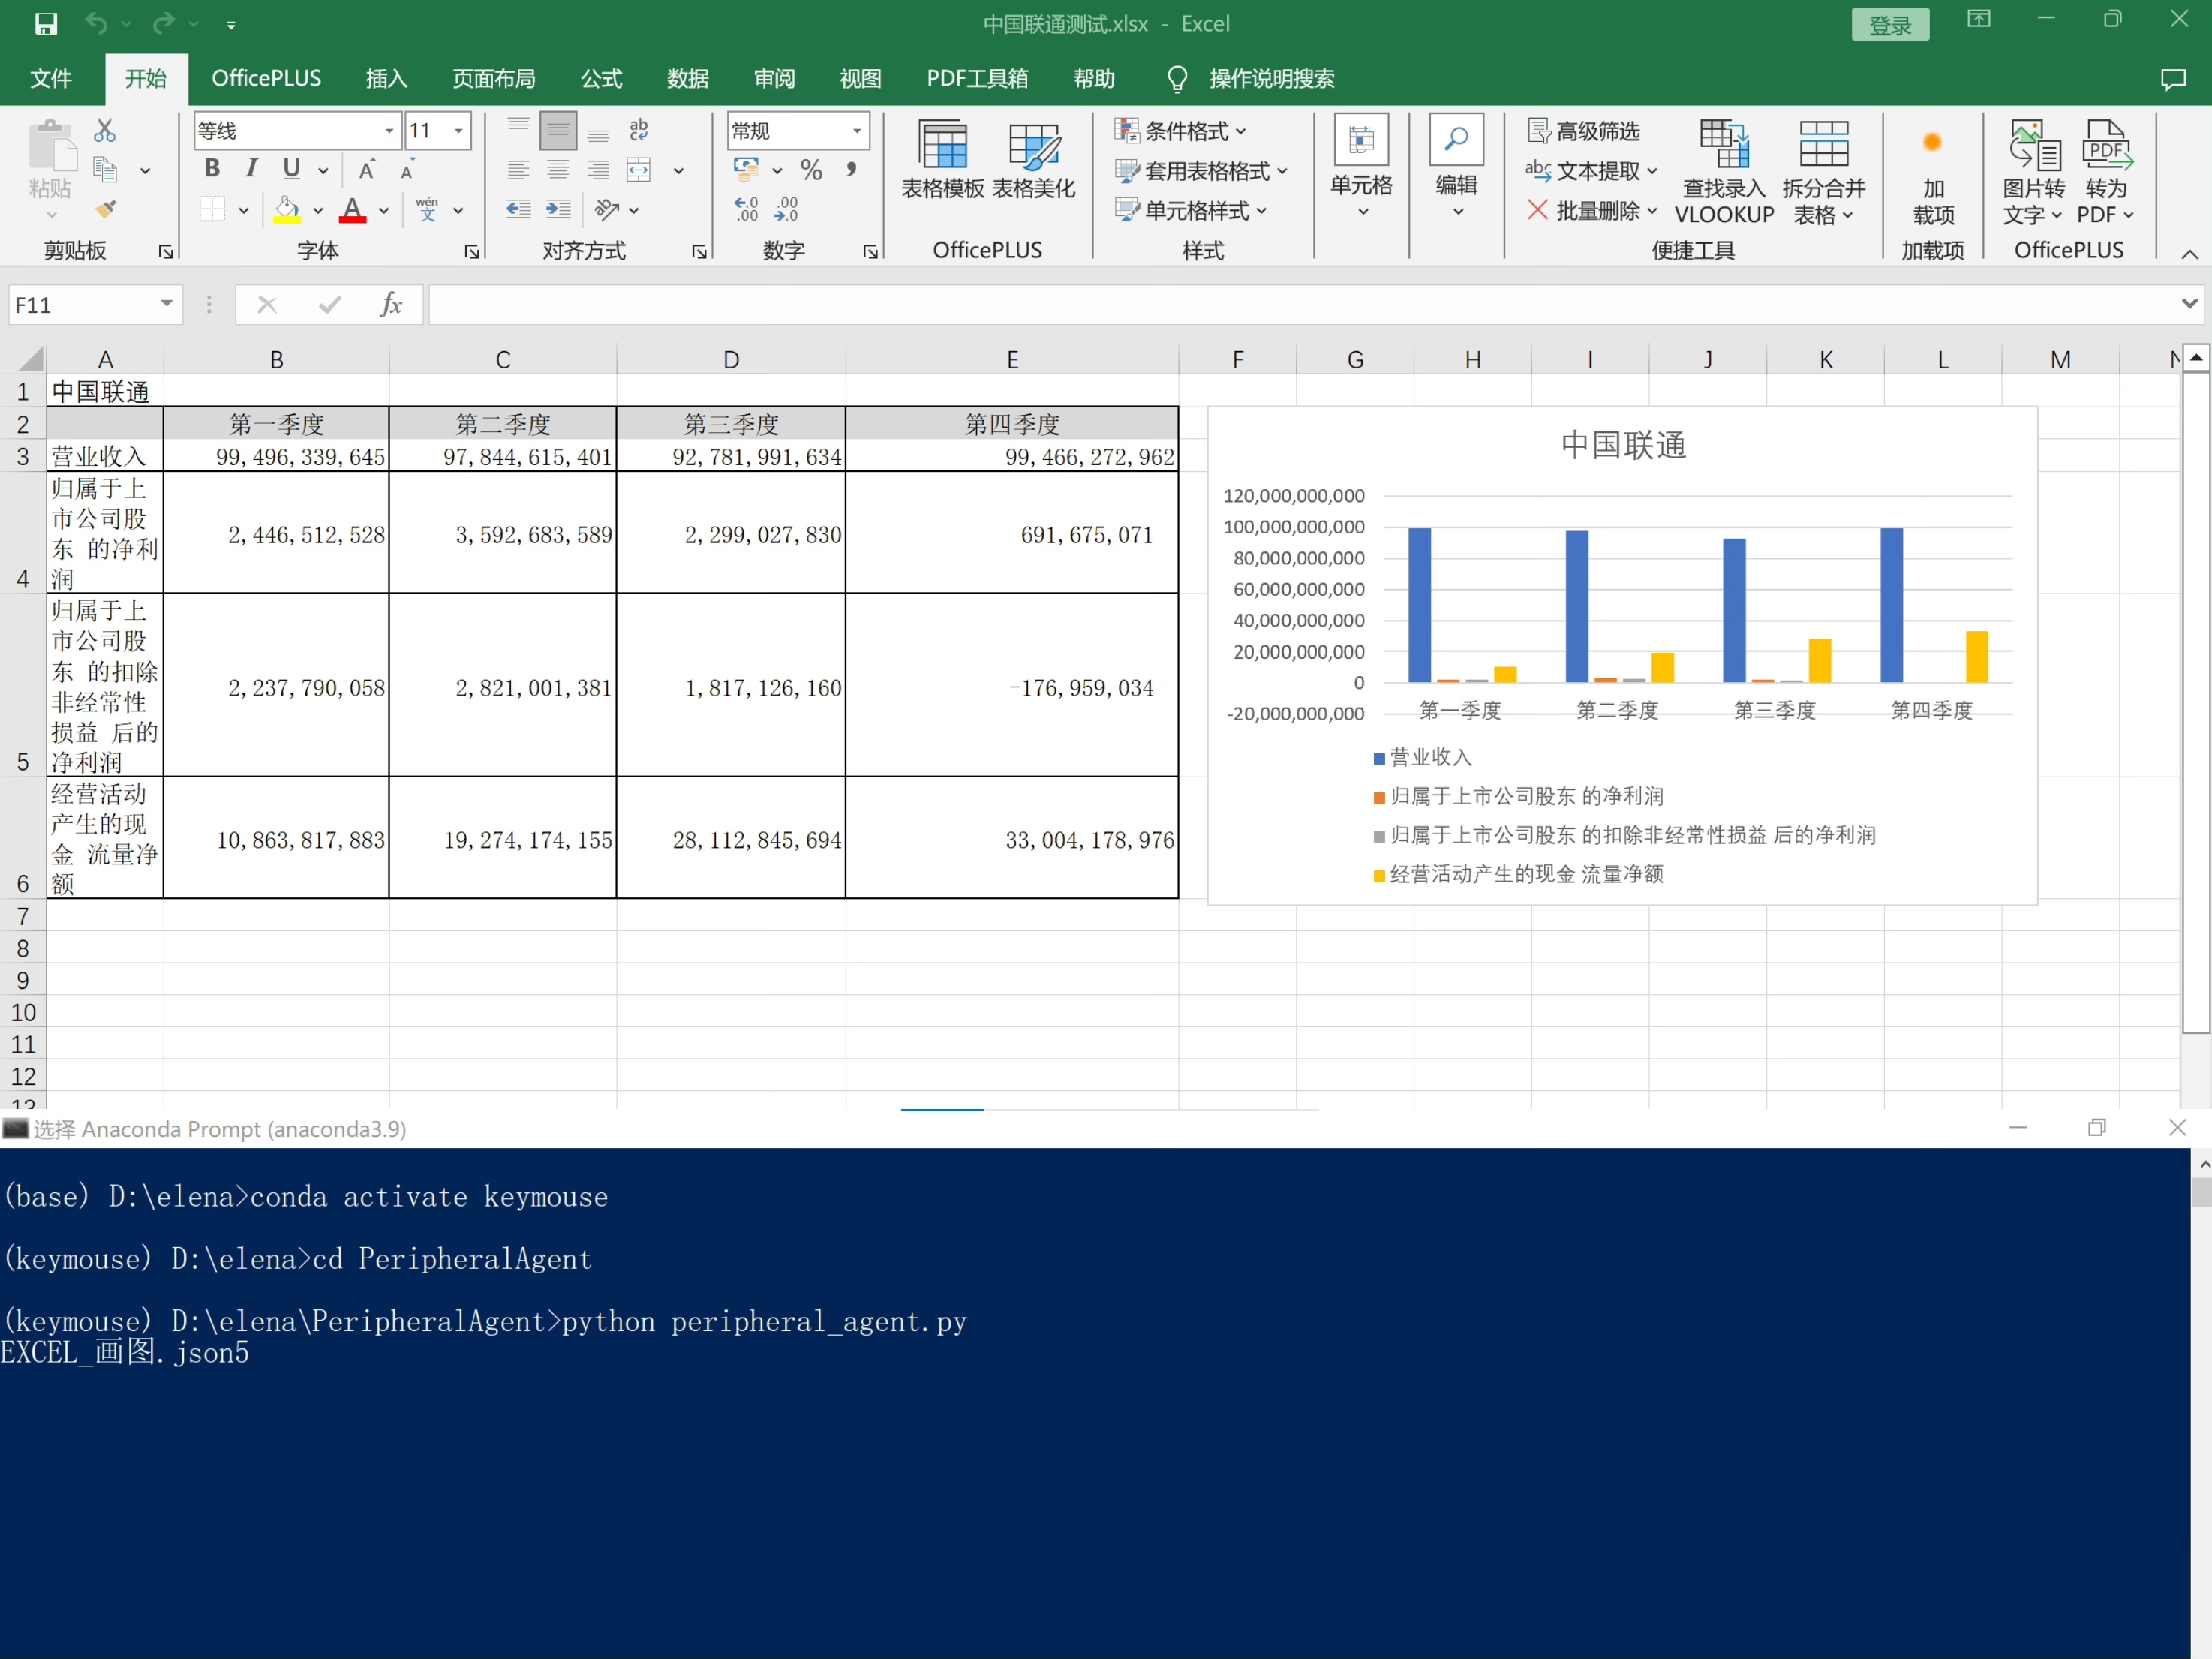 中国联通测试.xlsx - Excel
登录
文件 开始 OfficePLUS 插入 页面布局 公式 数据 审阅 视图 PDF工具箱 帮助 操作说明搜索
粘贴
剪贴板
等线 11
B I U A A
A wén 文
字体
ab
对齐方式
常规
% ,
.0 .00 .00 .0
数字
表格模板 表格美化
OfficePLUS
条件格式
套用表格格式
单元格样式
样式
单元格
编辑
高级筛选
abc 文本提取
批量删除
查找录入 VLOOKUP
拆分合并 表格
便捷工具
加 载项
加载项
图片转 文字
PDF 转为 PDF
OfficePLUS
F11 fx
A B C D E F G H I J K L M
1 中国联通
2 第一季度 第二季度 第三季度 第四季度
3 营业收入 99,496,339,645 97,844,615,401 92,781,991,634 99,466,272,962
归属于上
市公司股
东 的净利
4 润 2,446,512,528 3,592,683,589 2,299,027,830 691,675,071
归属于上
市公司股
东 的扣除
非经常性
损益 后的
5 净利润 2,237,790,058 2,821,001,381 1,817,126,160 -176,959,034
经营活动
产生的现
金 流量净
6 额 10,863,817,883 19,274,174,155 28,112,845,694 33,004,178,976
7
8
9
10
11
12
13
中国联通
120,000,000,000
100,000,000,000
80,000,000,000
60,000,000,000
40,000,000,000
20,000,000,000
0
-20,000,000,000
第一季度 第二季度 第三季度 第四季度
营业收入
归属于上市公司股东 的净利润
归属于上市公司股东 的扣除非经常性损益 后的净利润
经营活动产生的现金 流量净额
选择 Anaconda Prompt (anaconda3.9)
(base) D:\elena>conda activate keymouse
(keymouse) D:\elena>cd PeripheralAgent
(keymouse) D:\elena\PeripheralAgent>python peripheral_agent.py
EXCEL_画图.json5